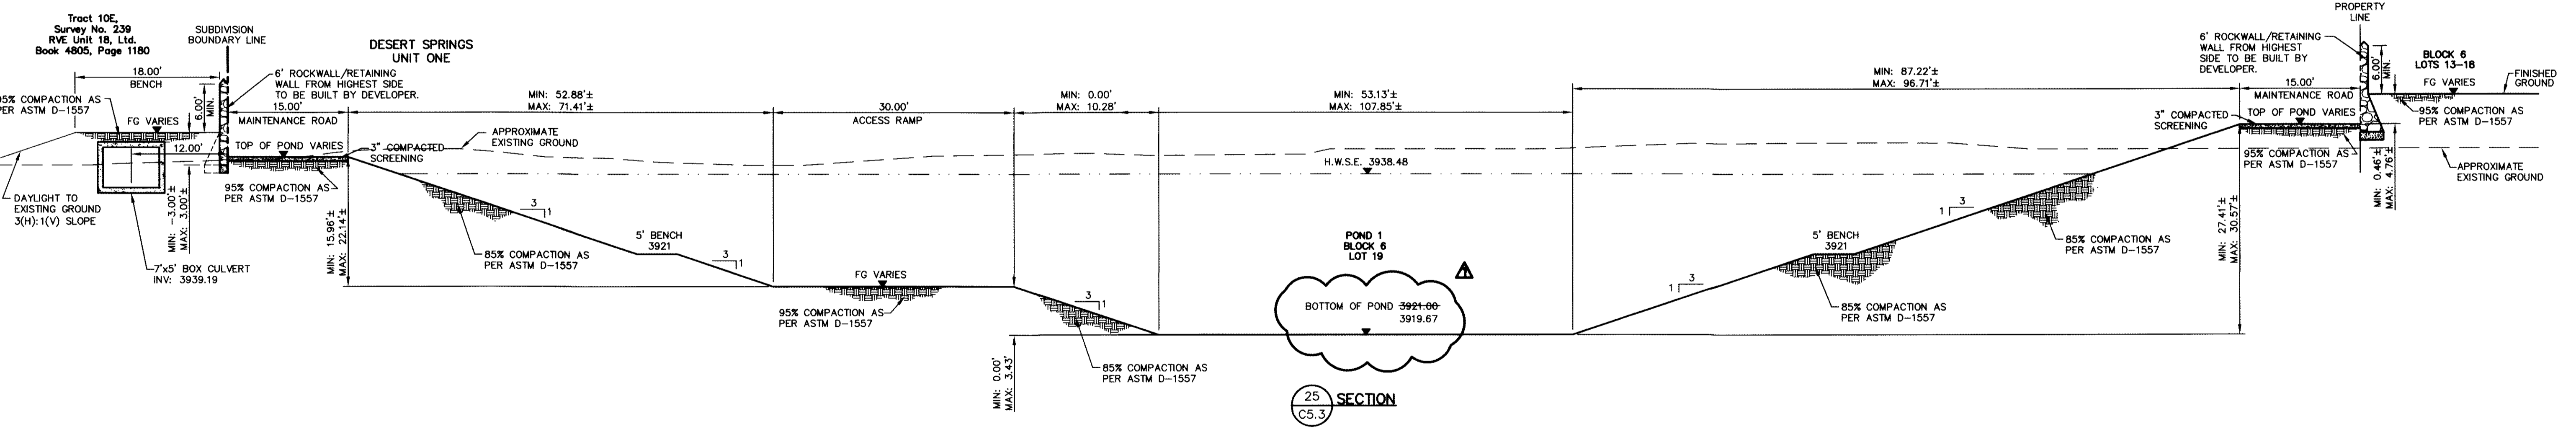 Tract 10E,
Survey No. 239
RVE Unit 18, Ltd.
Book 4805, Page 1180
SUBDIVISION
BOUNDARY LINE
DESERT SPRINGS
UNIT ONE
18.00'
BENCH
6' ROCKWALL/RETAINING
WALL FROM HIGHEST SIDE
TO BE BUILT BY DEVELOPER.
95% COMPACTION AS
PER ASTM D-1557
FG VARIES
6.00'
MIN.
15.00'
MAINTENANCE ROAD
TOP OF POND VARIES
12.00'
3" COMPACTED
SCREENING
APPROXIMATE
EXISTING GROUND
95% COMPACTION AS
PER ASTM D-1557
DAYLIGHT TO
EXISTING GROUND
3(H):1(V) SLOPE
7'x5' BOX CULVERT
INV: 3939.19
MIN: -3.00'±
MAX: 3.00'±
MIN: 15.96'±
MAX: 22.14'±
MIN: 52.88'±
MAX: 71.41'±
3
1
85% COMPACTION AS
PER ASTM D-1557
5' BENCH
3921
3
1
30.00'
ACCESS RAMP
FG VARIES
95% COMPACTION AS
PER ASTM D-1557
MIN: 0.00'
MAX: 10.28'
3
1
85% COMPACTION AS
PER ASTM D-1557
MIN: 0.00'
MAX: 3.43'
MIN: 53.13'±
MAX: 107.85'±
H.W.S.E. 3938.48
POND 1
BLOCK 6
LOT 19
BOTTOM OF POND 3921.00
3919.67
1
25
C5.3
SECTION
MIN: 87.22'±
MAX: 96.71'±
3
1
5' BENCH
3921
3
1
85% COMPACTION AS
PER ASTM D-1557
85% COMPACTION AS
PER ASTM D-1557
MIN: 27.41'±
MAX: 30.57'±
PROPERTY
LINE
6' ROCKWALL/RETAINING
WALL FROM HIGHEST
SIDE TO BE BUILT BY
DEVELOPER.
15.00'
MAINTENANCE ROAD
TOP OF POND VARIES
3" COMPACTED
SCREENING
95% COMPACTION AS
PER ASTM D-1557
6.00'
MIN.
BLOCK 6
LOTS 13-18
FG VARIES
FINISHED
GROUND
95% COMPACTION AS
PER ASTM D-1557
APPROXIMATE
EXISTING GROUND
MIN: 0.46'±
MAX: 4.76'±